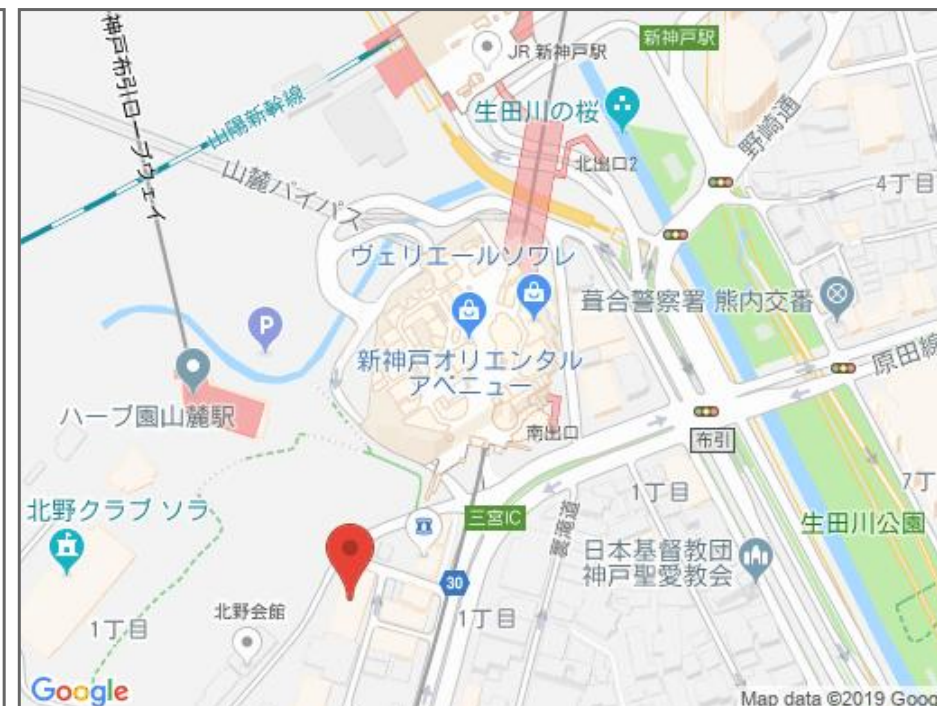 新神戸駅
JR 新神戸駅
神戸布引ロープウェイ
山陽新幹線
生田川の桜
野崎通
北出口2
山麓バイパス
4丁目
ヴェリエールソワレ
葺合警察署 熊内交番
P
新神戸オリエンタル
アベニュー
原田線
ハーブ園山麓駅
南出口
布引
1丁目
7丁
北野クラブ ソラ
三宮IC
生田川公園
裏滝道
日本基督教団
神戸聖愛教会
30
北野会館
1丁目
1丁目
Google
Map data ©2019 Goog